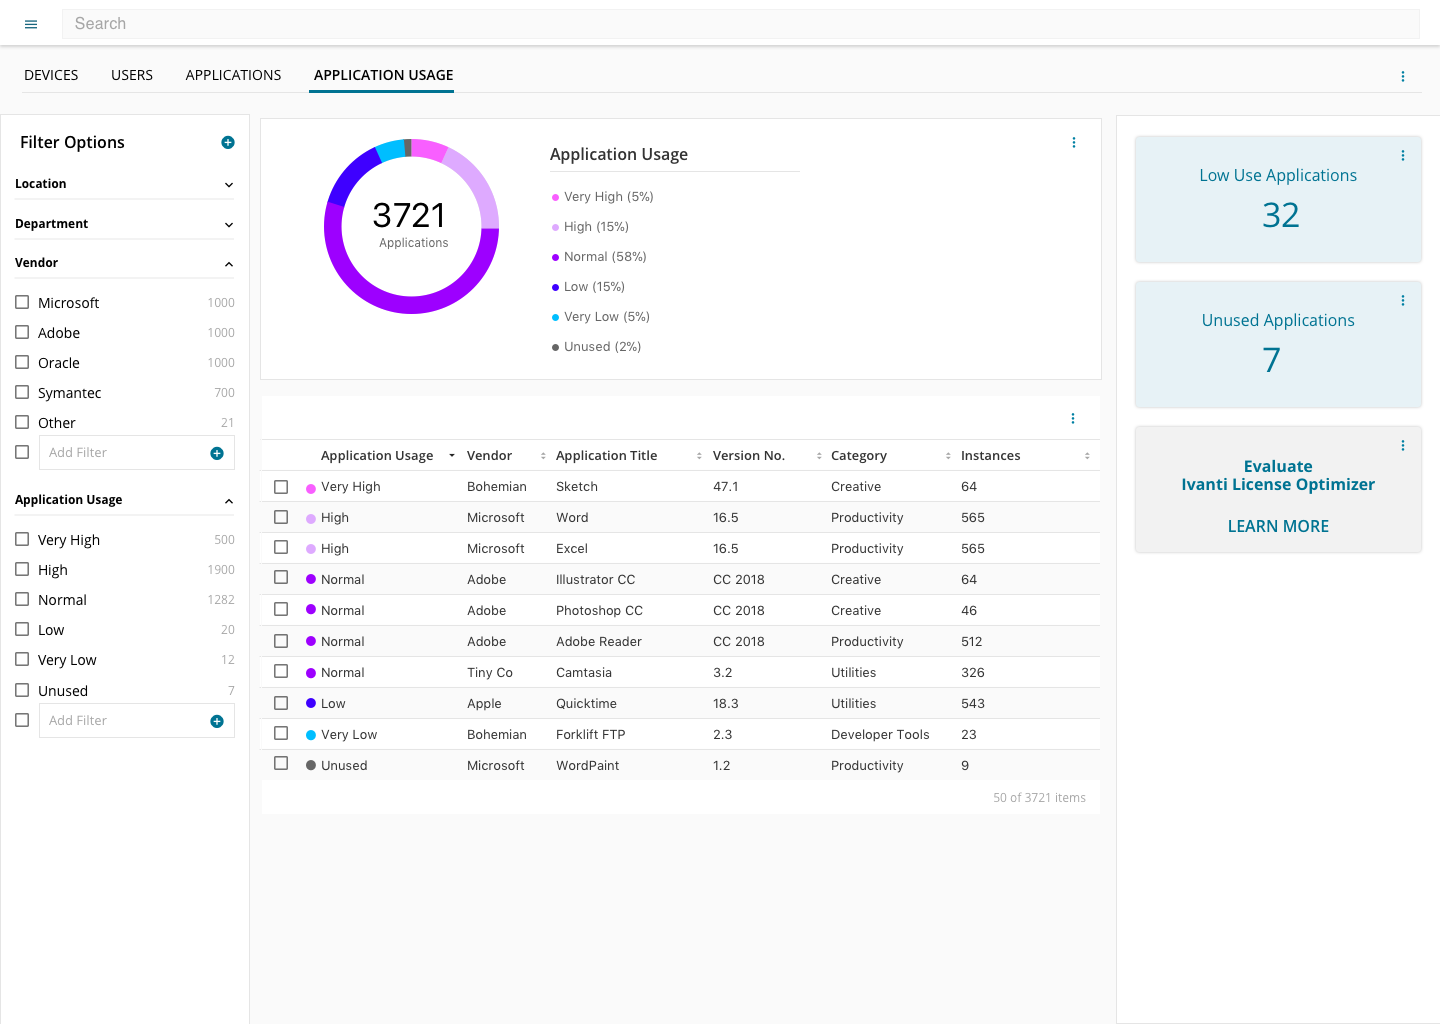 Search
DEVICES USERS APPLICATIONS APPLICATION USAGE
Filter Options
Location
Department
Vendor
Microsoft 1000
Adobe 1000
Oracle 1000
Symantec 700
Other 21
Add Filter
Application Usage
Very High 500
High 1900
Normal 1282
Low 20
Very Low 12
Unused 7
Add Filter
3721
Applications
Application Usage
Very High (5%)
High (15%)
Normal (58%)
Low (15%)
Very Low (5%)
Unused (2%)
Application Usage Vendor Application Title Version No. Category Instances
Very High Bohemian Sketch 47.1 Creative 64
High Microsoft Word 16.5 Productivity 565
High Microsoft Excel 16.5 Productivity 565
Normal Adobe Illustrator CC CC 2018 Creative 64
Normal Adobe Photoshop CC CC 2018 Creative 46
Normal Adobe Adobe Reader CC 2018 Productivity 512
Normal Tiny Co Camtasia 3.2 Utilities 326
Low Apple Quicktime 18.3 Utilities 543
Very Low Bohemian Forklift FTP 2.3 Developer Tools 23
Unused Microsoft WordPaint 1.2 Productivity 9
50 of 3721 items
Low Use Applications
32
Unused Applications
7
Evaluate
Ivanti License Optimizer
LEARN MORE